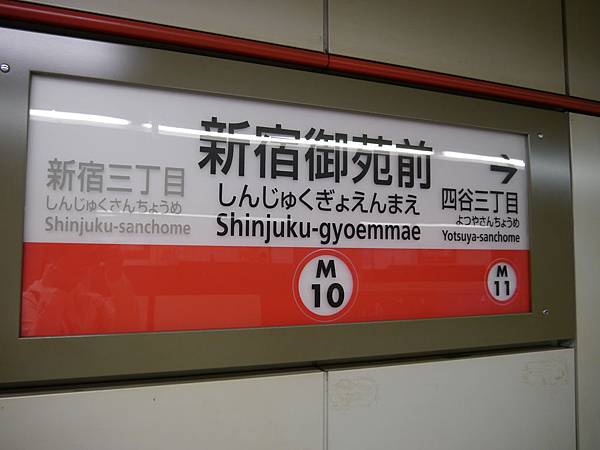 新宿三丁目
しんじゅくさんちょうめ
Shinjuku-sanchome
新宿御苑前
しんじゅくぎょえんまえ
Shinjuku-gyoemmae
M
10
→
四谷三丁目
よつやさんちょうめ
Yotsuya-sanchome
M
11